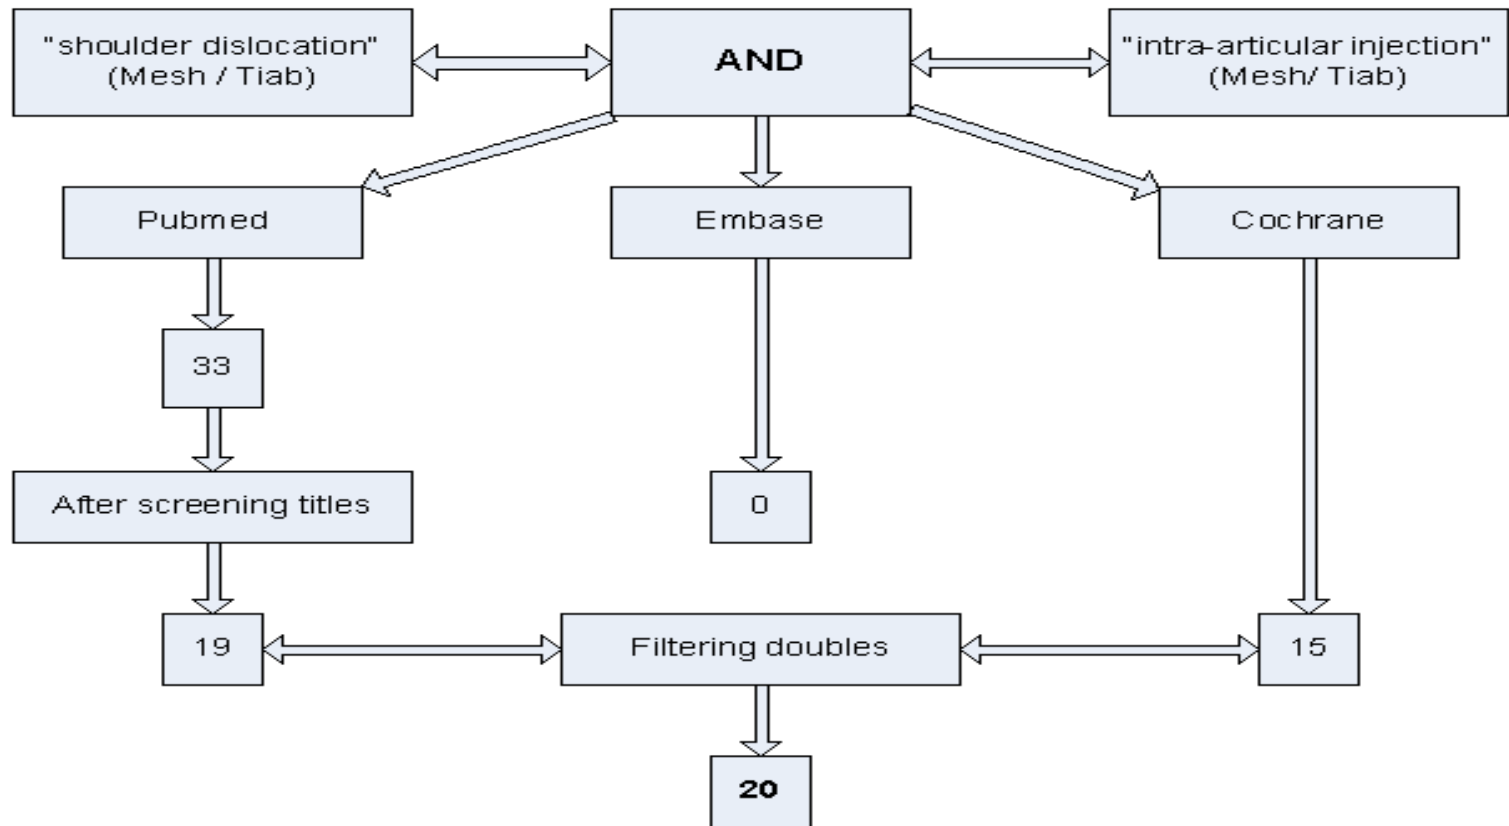 "shoulder dislocation"
(Mesh / Tiab)
AND
"intra-articular injection"
(Mesh/ Tiab)
Pubmed
Embase
Cochrane
33
After screening titles
0
19
Filtering doubles
15
20